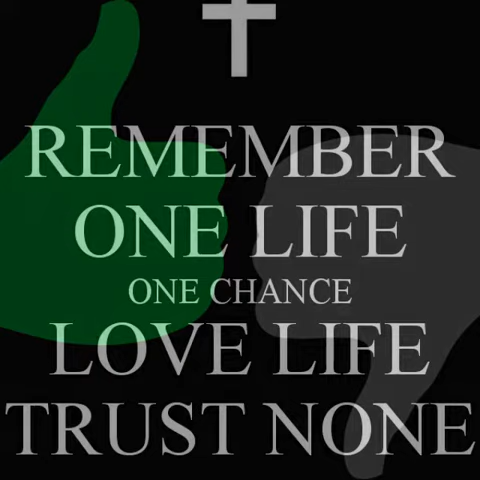 REMEMBER
ONE LIFE
ONE CHANCE
LOVE LIFE
TRUST NONE